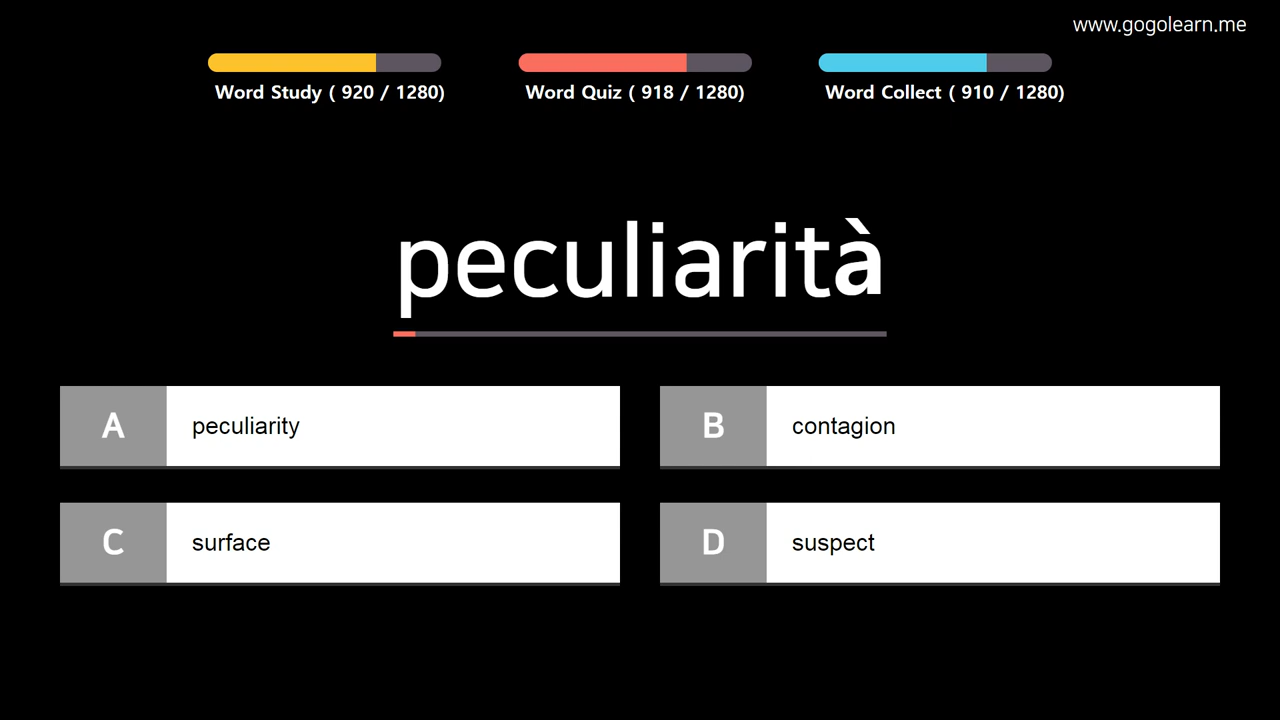 www.gogolearn.me
Word Study ( 920 / 1280)
Word Quiz ( 918 / 1280)
Word Collect ( 910 / 1280)
peculiarità
A peculiarity
B contagion
C surface
D suspect